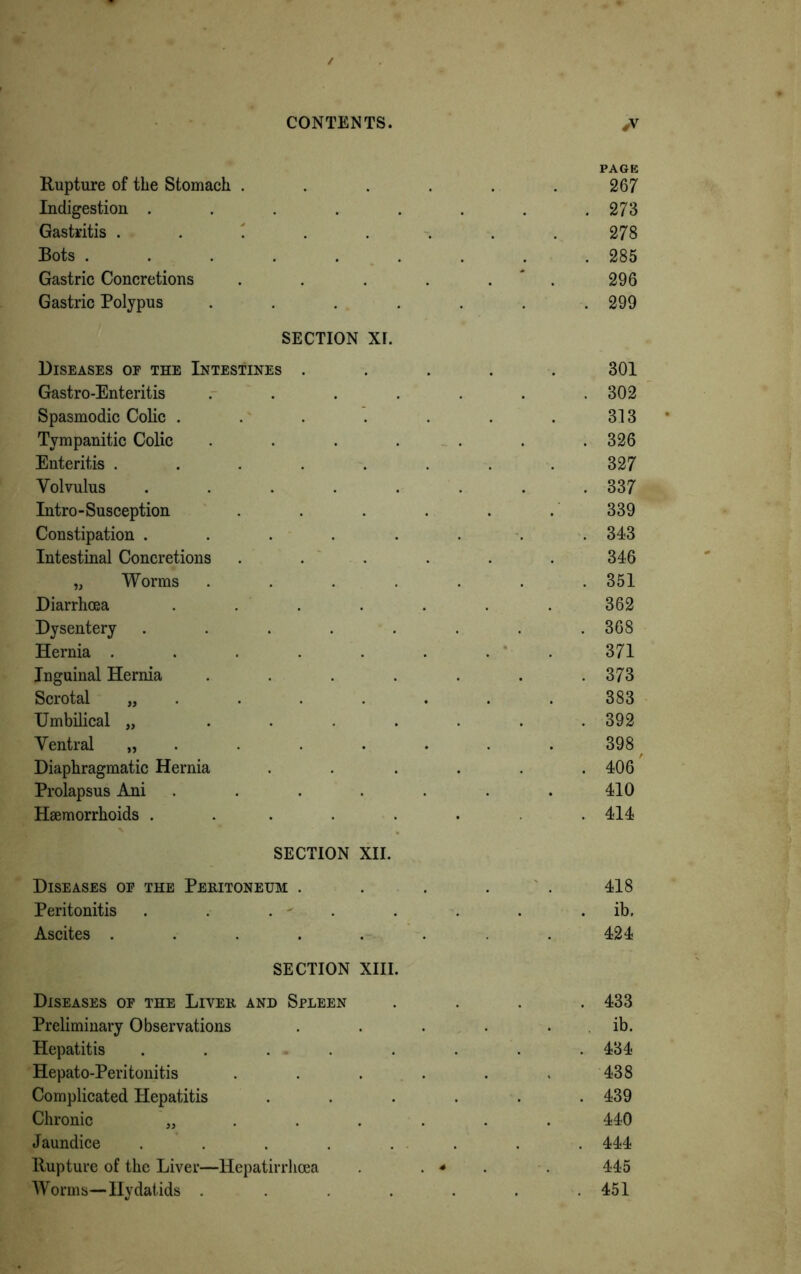 CONTENTS. V
PAGE
Rupture of the Stomach . . . . . . 267
Indigestion . . . . . . . . 273
Gastritis . . . . . . . . 278
Bots . . . . . . . . . 285
Gastric Concretions . . . . . . 296
Gastric Polypus . . . . . . . 299
SECTION XI.
Diseases of the Intestines . . . . . 301
Gastro-Enteritis . . . . . . . 302
Spasmodic Colic . . . . . . . 313
Tympanitic Colic . . . . . . . 326
Enteritis . . . . . . . . 327
Volvulus . . . . . . . . 337
Intro-Susception . . . . . . 339
Constipation . . . . . . . . 343
Intestinal Concretions . . . . . . 346
„ Worms . . . . . . . 351
Diarrhœa . . . . . . . 362
Dysentery . . . . . . . . 368
Hernia . . . . . . . . 371
Inguinal Hernia . . . . . . . 373
Scrotal „ . . . . . . . 383
Umbilical „ . . . . . . . 392
Ventral „ . . . . . . . 398
Diaphragmatic Hernia . . . . . . 406
Prolapsus Ani . . . . . . . 410
Hæmorrhoids . . . . . . . . 414
SECTION XII.
Diseases of the Peritoneum . . . . . 418
Peritonitis . . . . . . . . ib.
Ascites . . . . . . . . 424
SECTION XIII.
Diseases of the Liver and Spleen . . . . 433
Preliminary Observations . . . . . ib.
Hepatitis . . . . . . . . 434
Hepato-Peritonitis . . . . . . 438
Complicated Hepatitis . . . . . . 439
Chronic „ . . . . . . 440
Jaundice . . . . . . . . 444
Rupture of the Liver—Hepatirrhœa . . . . 445
Worms—Hydatids . . . . . . . 451